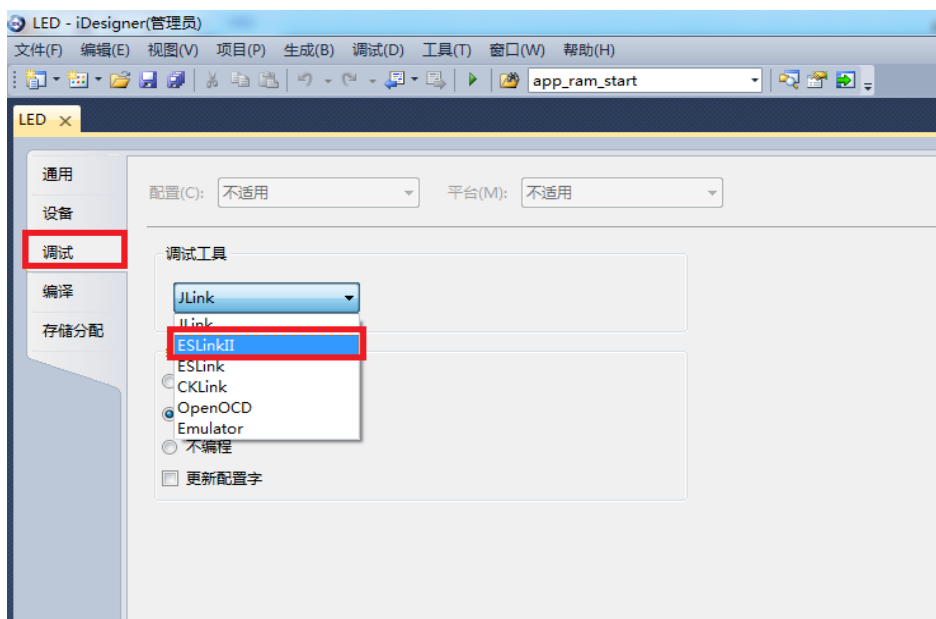 LED - iDesigner(管理员)
文件(F) 编辑(E) 视图(V) 项目(P) 生成(B) 调试(D) 工具(T) 窗口(W) 帮助(H)
app_ram_start
LED
通用
配置(C): 不适用 平台(M): 不适用
设备
调试
调试工具
编译
JLink
存储分配
JLink
ESLinkII
ESLink
CKLink
OpenOCD
Emulator
不编程
更新配置字